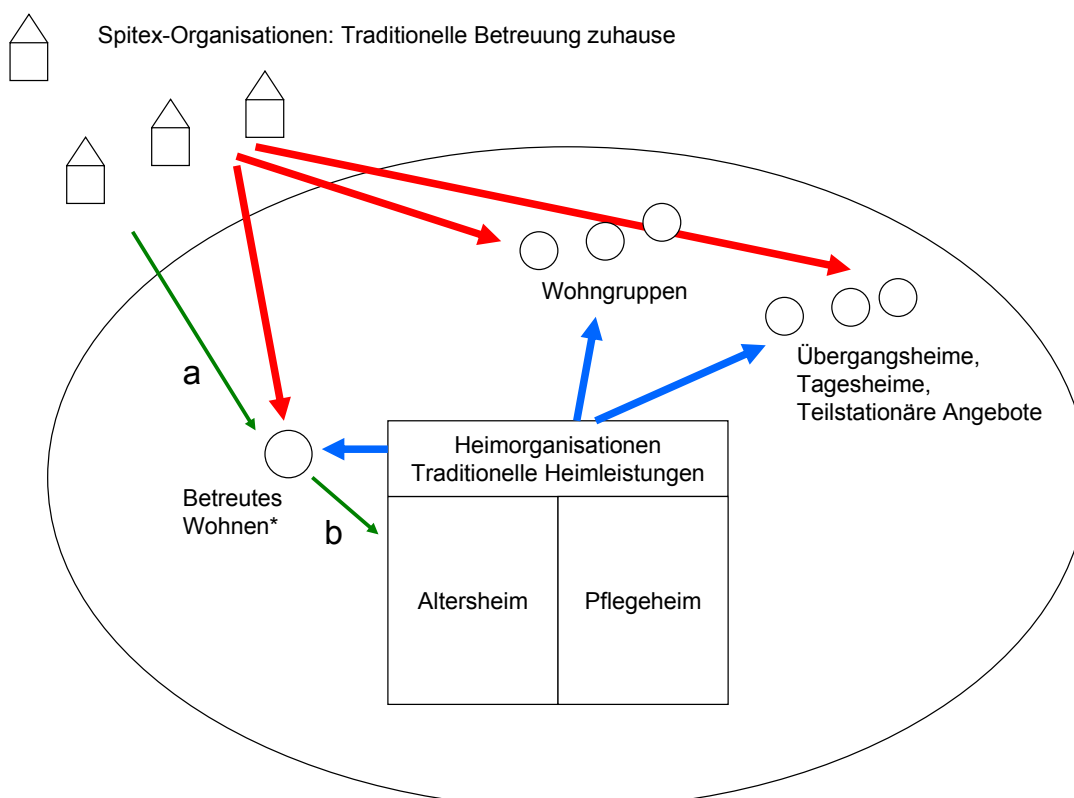 Spitex-Organisationen: Traditionelle Betreuung zuhause
Wohngruppen
Übergangsheime,
Tagesheime,
Teilstationäre Angebote
a
Heimorganisationen
Traditionelle Heimleistungen
Betreutes
Wohnen*
b
Altersheim
Pflegeheim